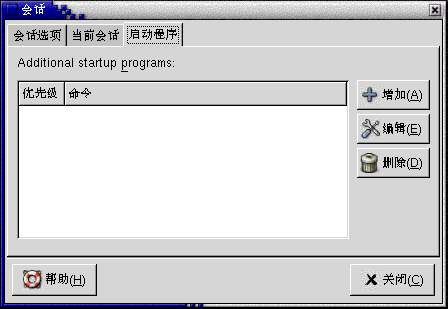 会话
会话选项 当前会话 启动程序
Additional startup programs:
优先级 命令
增加(A)
编辑(E)
删除(D)
帮助(H) 关闭(C)